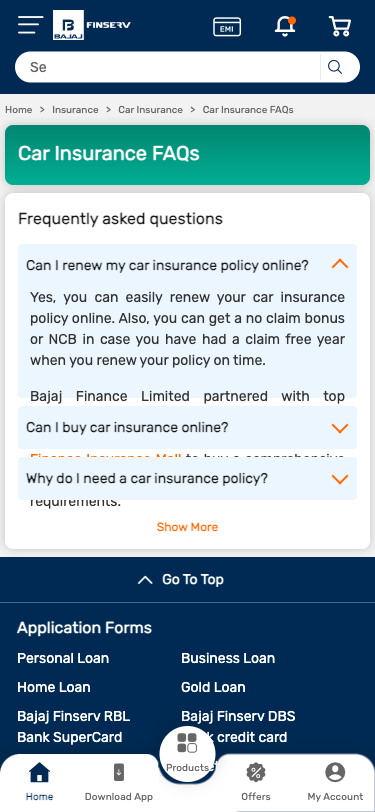 BAJAJ FINSERV
EMI
Se
Home > Insurance > Car Insurance > Car Insurance FAQs
Car Insurance FAQs
Frequently asked questions
Can I renew my car insurance policy online?
Yes, you can easily renew your car insurance
policy online. Also, you can get a no claim bonus
or NCB in case you have had a claim free year
when you renew your policy on time.
Bajaj Finance Limited partnered with top
Can I buy car insurance online?
Why do I need a car insurance policy?
requirements.
Show More
Go To Top
Application Forms
Personal Loan
Business Loan
Home Loan
Gold Loan
Bajaj Finserv RBL
Bank SuperCard
Bajaj Finserv DBS
credit card
Home
Download App
Products
Offers
My Account